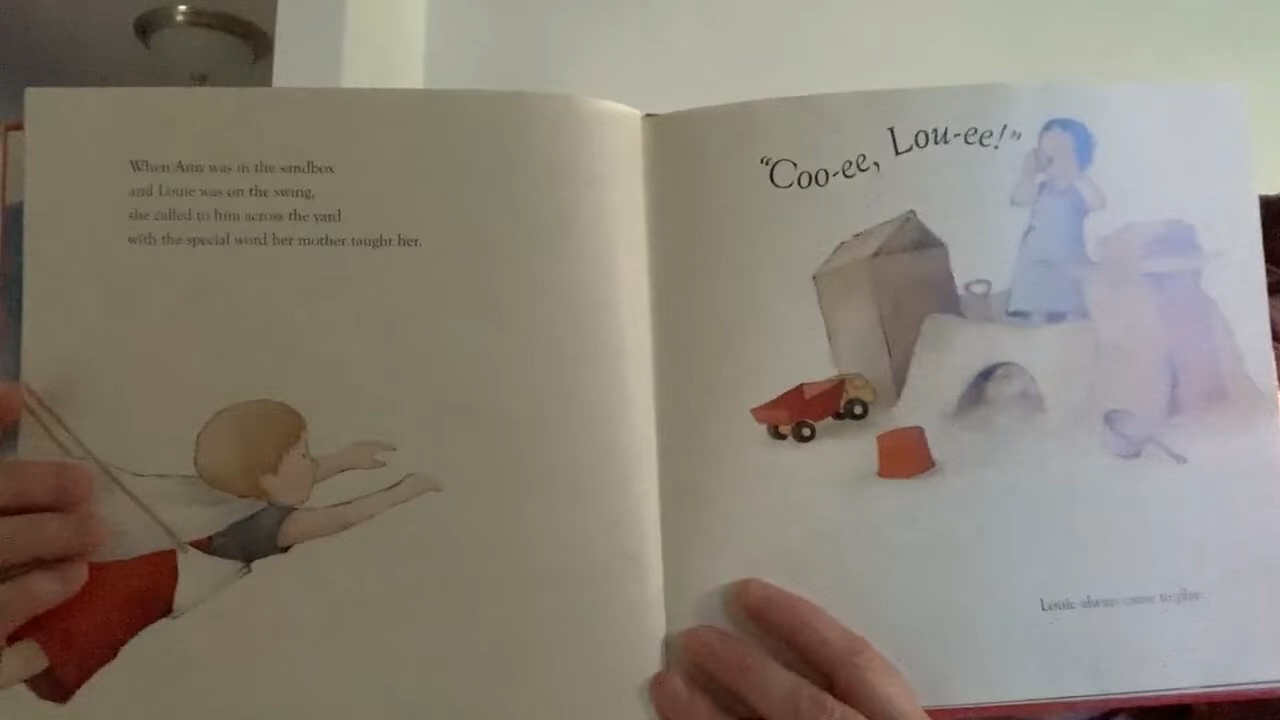 When Amy was in the sandbox
and Louie was on the swing,
she called to him across the yard
with the special word her mother taught her.
“Coo-ee, Lou-ee!”
Louie always came to play.